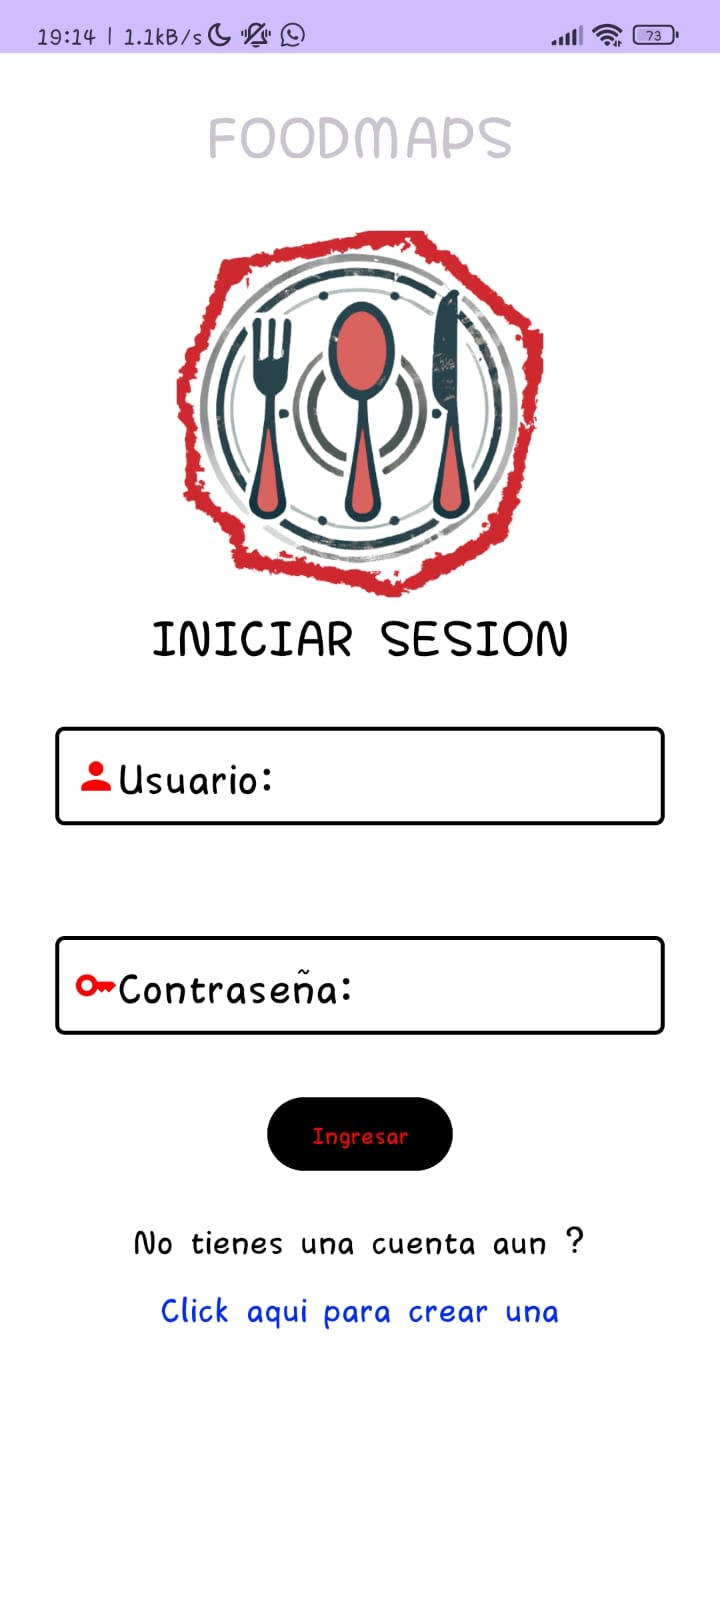 19:14 | 1.1kB/s 73
FOODMAPS
INICIAR SESION
Usuario:
Contraseña:
Ingresar
No tienes una cuenta aun ?
Click aqui para crear una